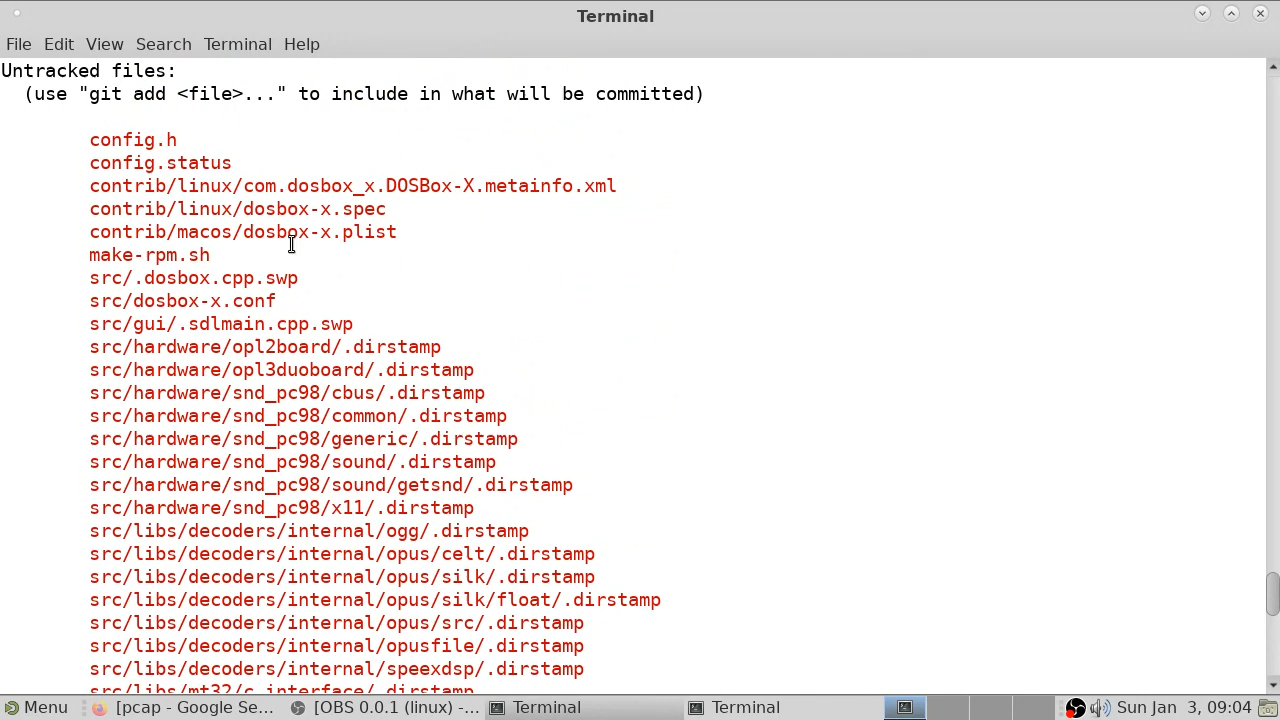 Terminal
File Edit View Search Terminal Help
Untracked files:
(use "git add <file>..." to include in what will be committed)
config.h
config.status
contrib/linux/com.dosbox_x.DOSBox-X.metainfo.xml
contrib/linux/dosbox-x.spec
contrib/macos/dosbox-x.plist
make-rpm.sh
src/.dosbox.cpp.swp
src/dosbox-x.conf
src/gui/.sdlmain.cpp.swp
src/hardware/opl2board/.dirstamp
src/hardware/opl3duoboard/.dirstamp
src/hardware/snd_pc98/cbus/.dirstamp
src/hardware/snd_pc98/common/.dirstamp
src/hardware/snd_pc98/generic/.dirstamp
src/hardware/snd_pc98/sound/.dirstamp
src/hardware/snd_pc98/sound/getsnd/.dirstamp
src/hardware/snd_pc98/x11/.dirstamp
src/libs/decoders/internal/ogg/.dirstamp
src/libs/decoders/internal/opus/celt/.dirstamp
src/libs/decoders/internal/opus/silk/.dirstamp
src/libs/decoders/internal/opus/silk/float/.dirstamp
src/libs/decoders/internal/opus/src/.dirstamp
src/libs/decoders/internal/opusfile/.dirstamp
src/libs/decoders/internal/speexdsp/.dirstamp
src/libs/mt32/c_interface/.dirstamp
Menu [pcap - Google Se... [OBS 0.0.1 (linux) -... Terminal Terminal Sun Jan 3, 09:04